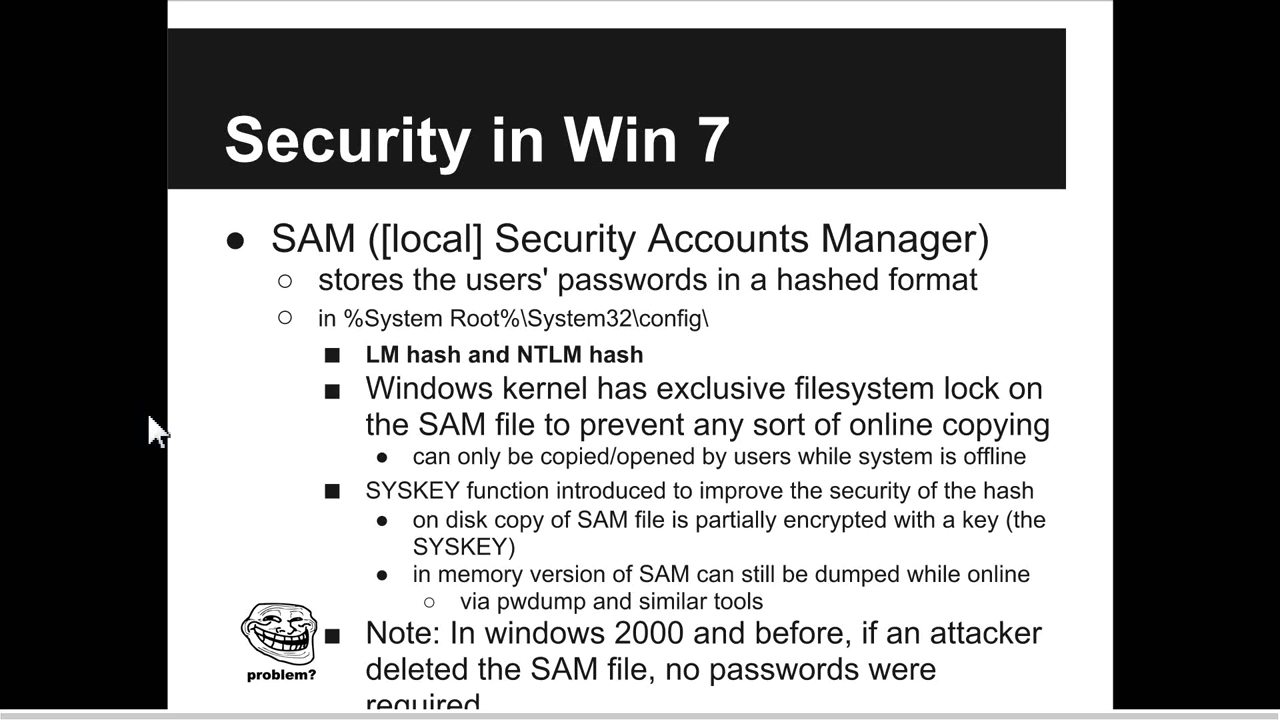 Security in Win 7
● SAM ([local] Security Accounts Manager)
○ stores the users' passwords in a hashed format
○ in %System Root%\System32\config\
■ LM hash and NTLM hash
■ Windows kernel has exclusive filesystem lock on
the SAM file to prevent any sort of online copying
● can only be copied/opened by users while system is offline
■ SYSKEY function introduced to improve the security of the hash
● on disk copy of SAM file is partially encrypted with a key (the
SYSKEY)
● in memory version of SAM can still be dumped while online
○ via pwdump and similar tools
■ Note: In windows 2000 and before, if an attacker
deleted the SAM file, no passwords were
required
problem?